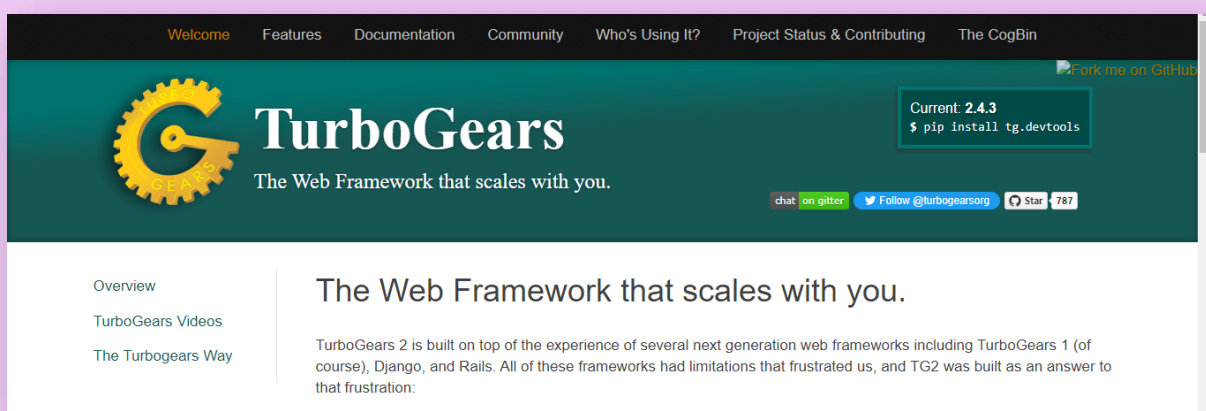 Welcome Features Documentation Community Who's Using It? Project Status & Contributing The CogBin
Fork me on GitHub
TURBO
GEARS
TurboGears
The Web Framework that scales with you.
Current: 2.4.3
$ pip install tg.devtools
chat on gitter Follow @turbogearsorg Star 787
Overview
TurboGears Videos
The Turbogears Way
The Web Framework that scales with you.
TurboGears 2 is built on top of the experience of several next generation web frameworks including TurboGears 1 (of
course), Django, and Rails. All of these frameworks had limitations that frustrated us, and TG2 was built as an answer to
that frustration: